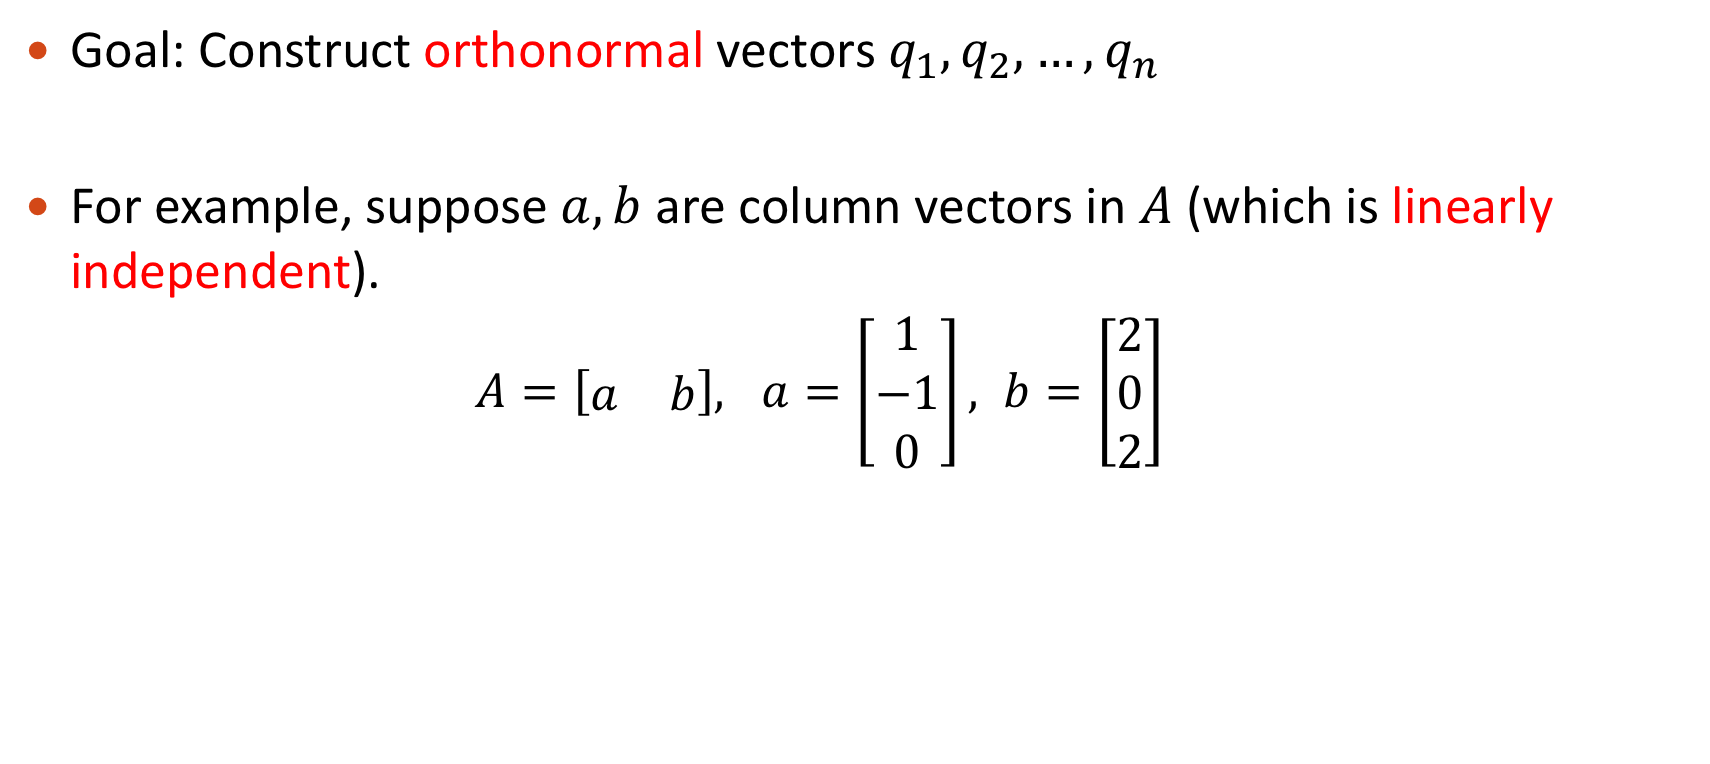 • Goal: Construct orthonormal vectors q₁, q₂, … , qₙ
• For example, suppose a, b are column vectors in A (which is linearly
independent).
A = [a b], a = [1 −1 0], b = [2 0 2]